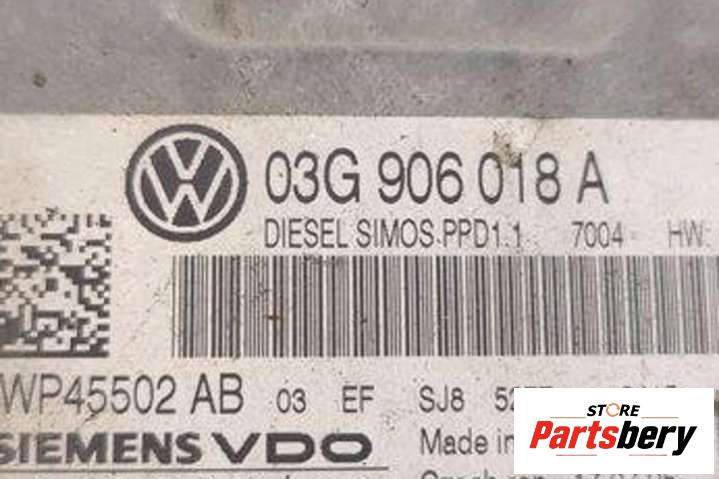 03G 906 018 A
DIESEL SIMOS-PPD1.1 7004 HW:
WP45502 AB 03 EF SJ8
SIEMENS VDO Made in
STORE
Partsbery